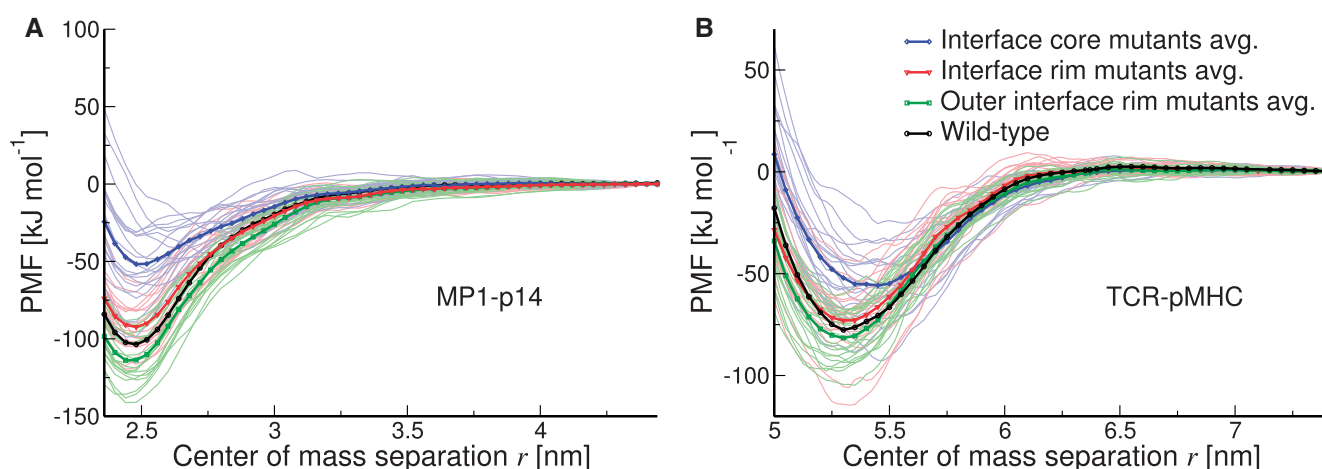 A
100
50
0
-50
-100
-150
PMF [kJ mol⁻¹]
MP1-p14
2.5 3 3.5 4
Center of mass separation r [nm]
B
Interface core mutants avg.
Interface rim mutants avg.
Outer interface rim mutants avg.
Wild-type
50
0
-50
-100
PMF [kJ mol⁻¹
TCR-pMHC
5 5.5 6 6.5 7
Center of mass separation r [nm]